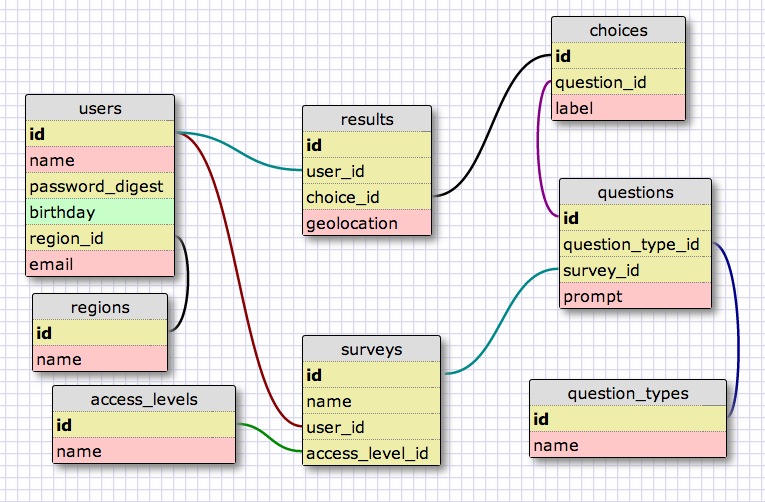 users
id
name
password_digest
birthday
region_id
email
regions
id
name
access_levels
id
name
results
id
user_id
choice_id
geolocation
surveys
id
name
user_id
access_level_id
choices
id
question_id
label
questions
id
question_type_id
survey_id
prompt
question_types
id
name